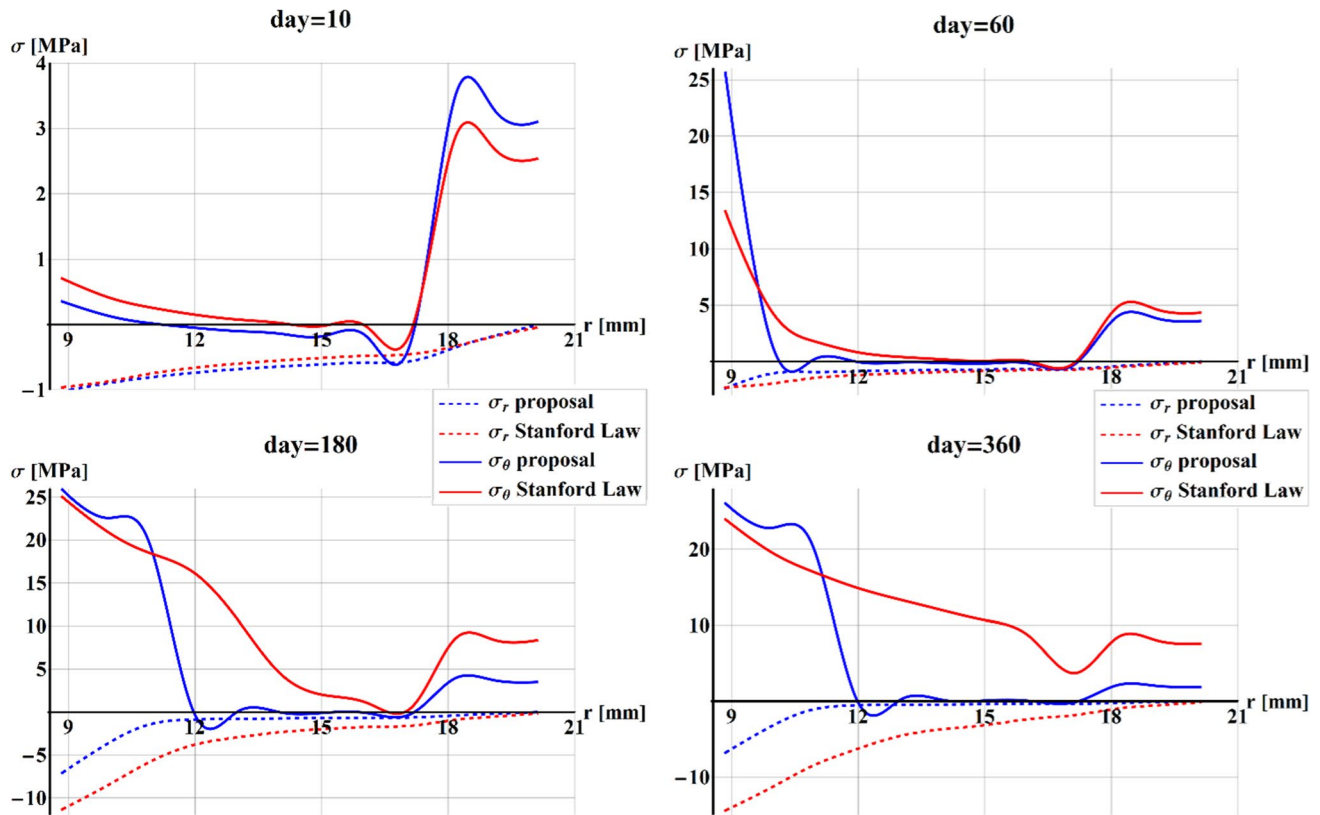 day=10
σ [MPa]
4
3
2
1
−1
9
12
15
18
21
r [mm]
day=60
σ [MPa]
25
20
15
10
5
9
12
15
18
21
r [mm]
σr proposal
σr Stanford Law
σθ proposal
σθ Stanford Law
σr proposal
σr Stanford Law
σθ proposal
σθ Stanford Law
day=180
σ [MPa]
25
20
15
10
5
−5
−10
9
12
15
18
21
r [mm]
day=360
σ [MPa]
20
10
−10
9
12
15
18
21
r [mm]